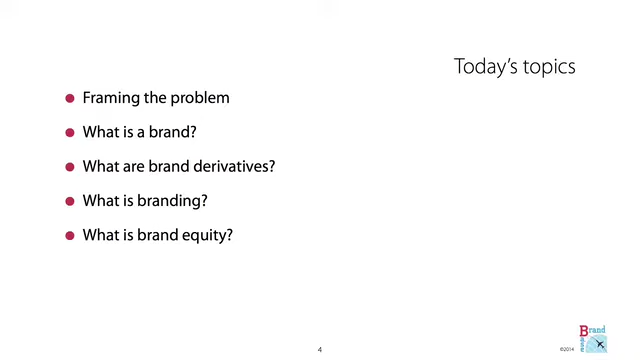 Today's topics
Framing the problem
What is a brand?
What are brand derivatives?
What is branding?
What is brand equity?
4
©2014
Brand